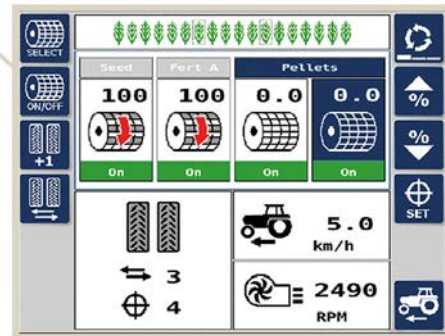 SELECT
ON/OFF
+1
Seed
Fert A
Pellets
100
100
0.0
0.0
On
On
On
On
3
4
5.0
km/h
2490
RPM
%
%
SET